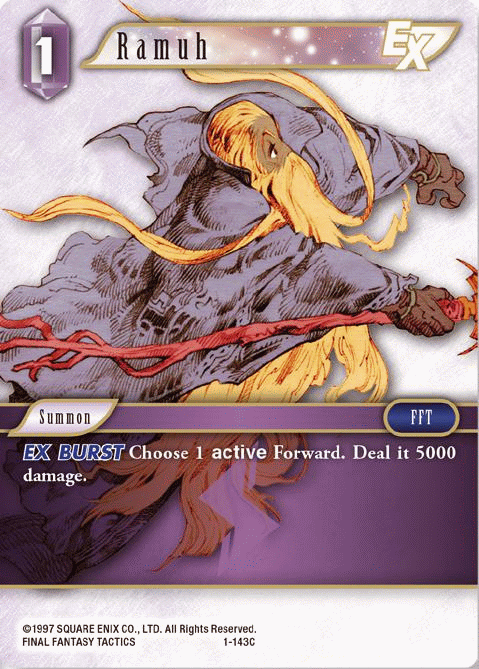 1
Ramuh
EX
Summon
FFT
EX BURST Choose 1 active Forward. Deal it 5000
damage.
©1997 SQUARE ENIX CO., LTD. All Rights Reserved.
FINAL FANTASY TACTICS
1-143C